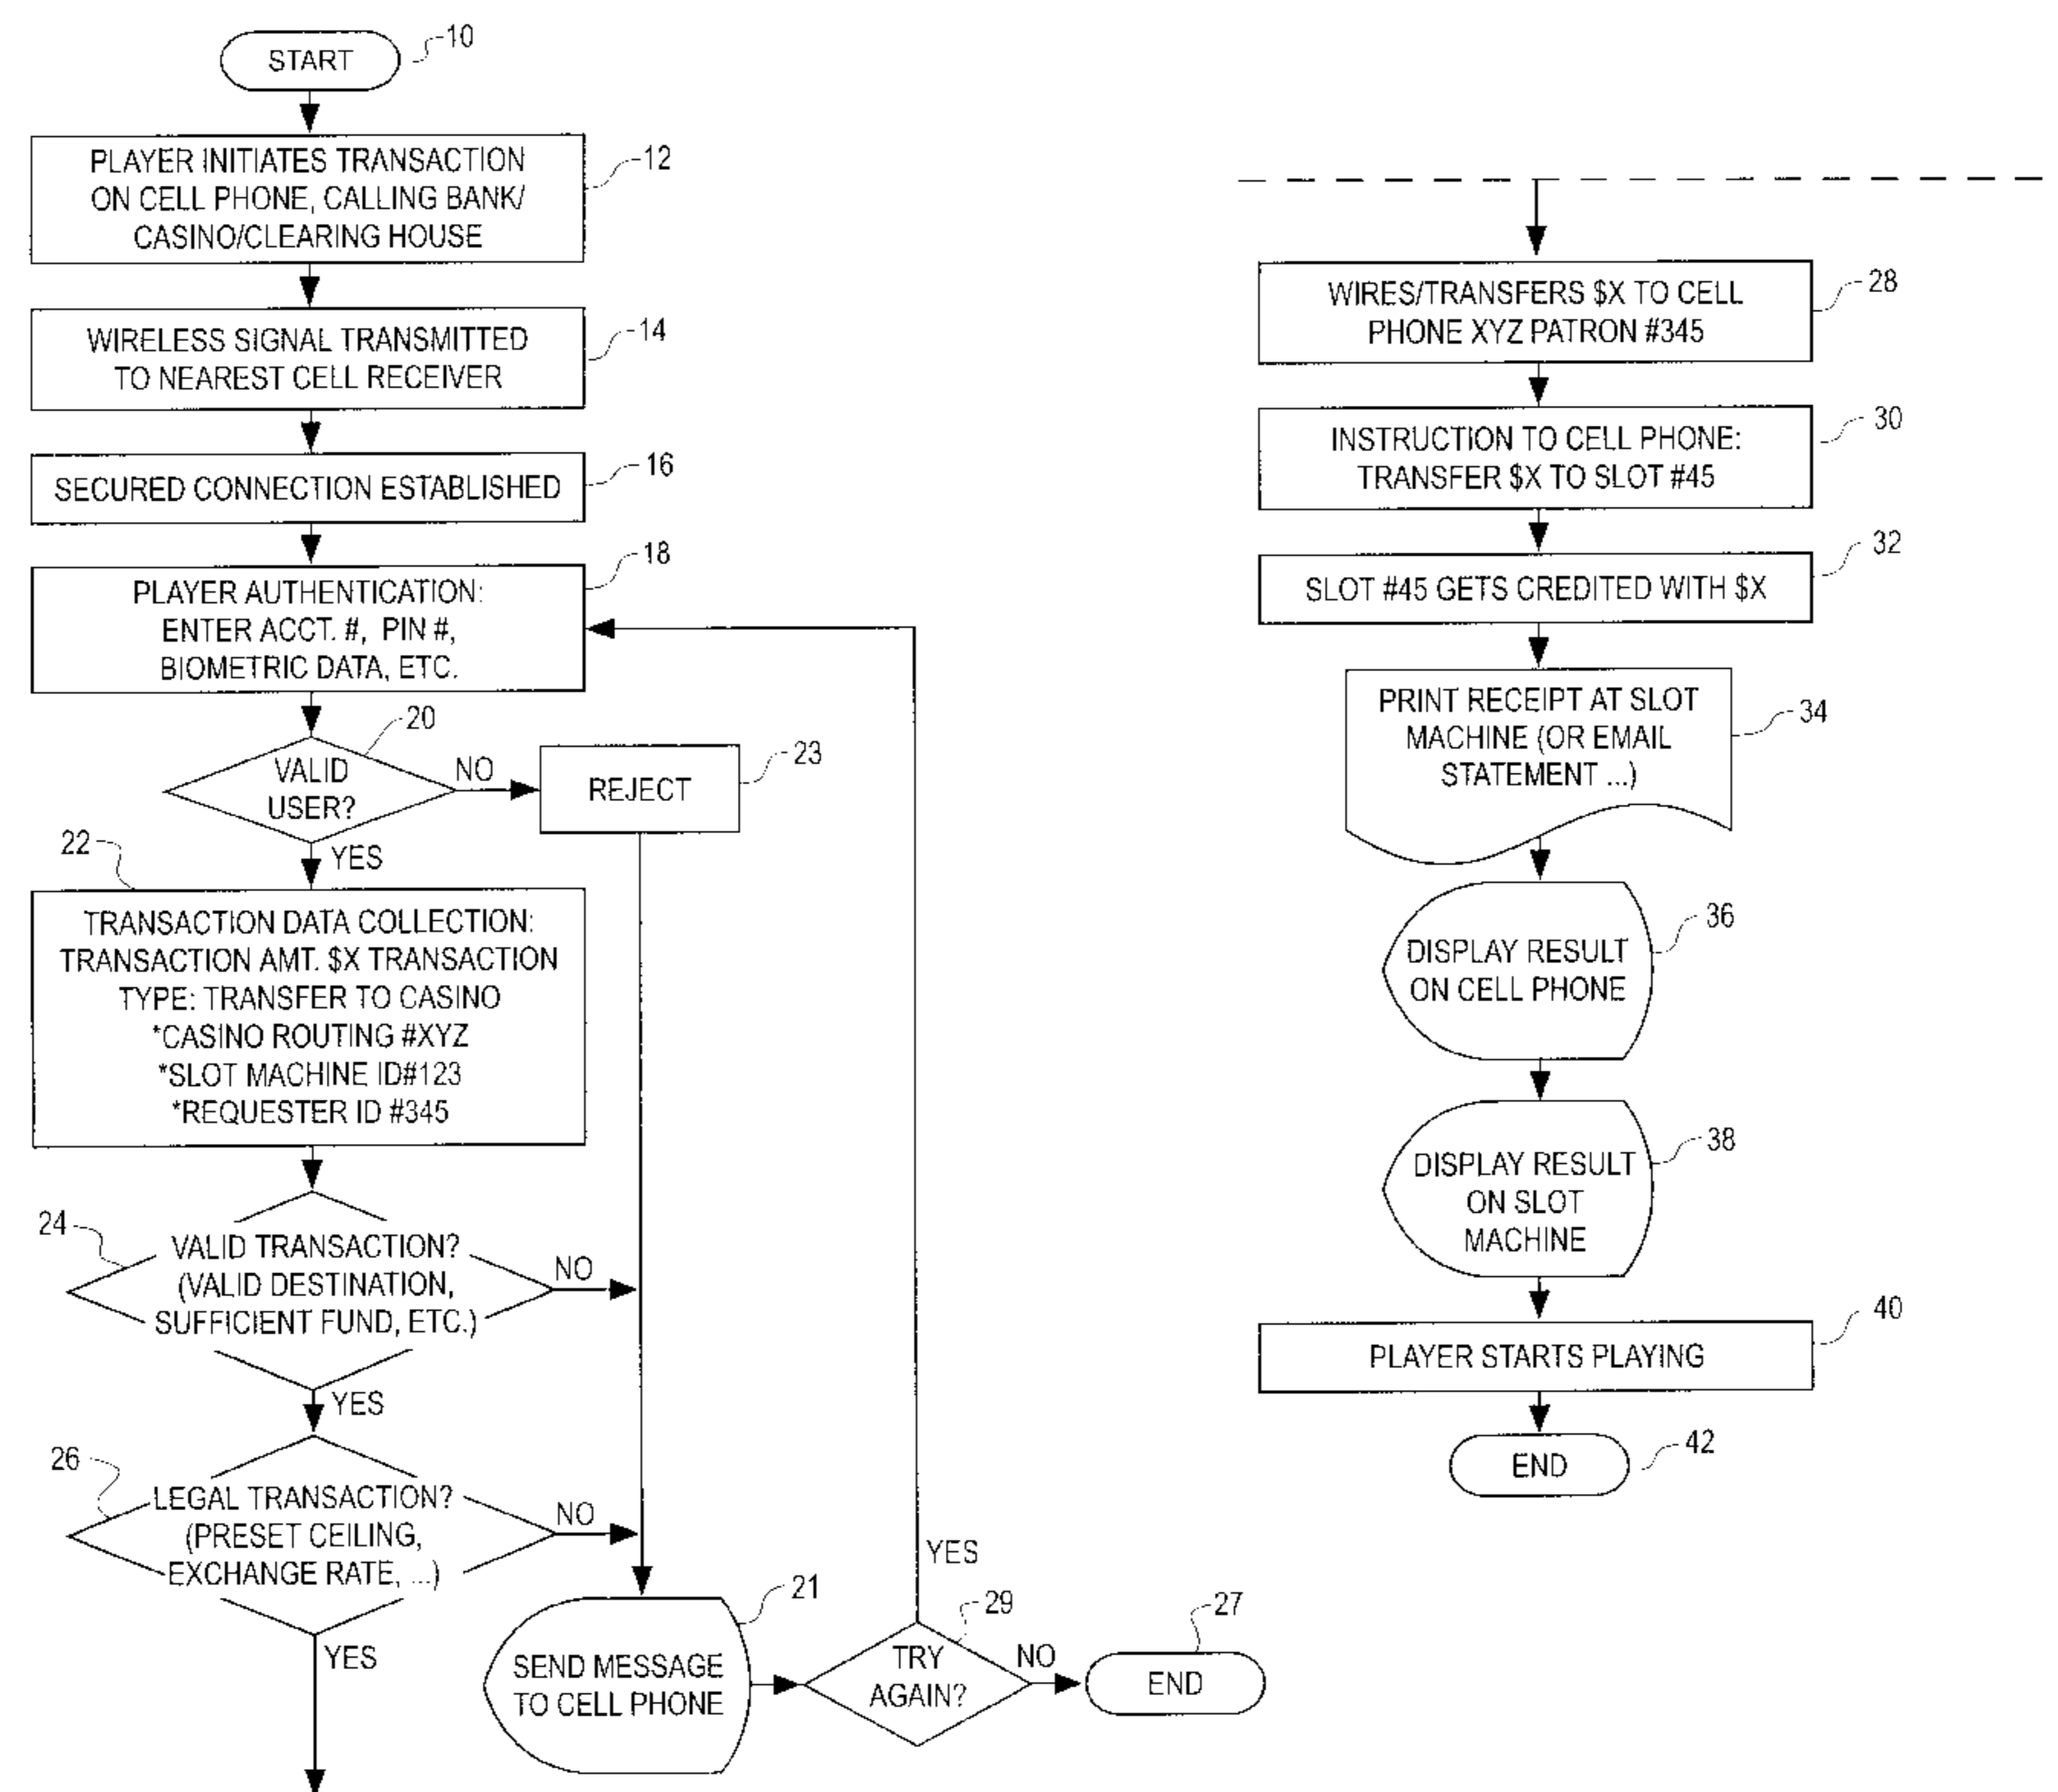 START
10
PLAYER INITIATES TRANSACTION
ON CELL PHONE, CALLING BANK/
CASINO/CLEARING HOUSE
12
WIRELESS SIGNAL TRANSMITTED
TO NEAREST CELL RECEIVER
14
SECURED CONNECTION ESTABLISHED
16
PLAYER AUTHENTICATION:
ENTER ACCT. #, PIN #,
BIOMETRIC DATA, ETC.
18
VALID
USER?
20
NO
REJECT
23
YES
22
TRANSACTION DATA COLLECTION:
TRANSACTION AMT. $X TRANSACTION
TYPE: TRANSFER TO CASINO
*CASINO ROUTING #XYZ
*SLOT MACHINE ID#123
*REQUESTER ID #345
24
VALID TRANSACTION?
(VALID DESTINATION,
SUFFICIENT FUND, ETC.)
NO
YES
26
LEGAL TRANSACTION?
(PRESET CEILING,
EXCHANGE RATE, ...)
NO
YES
SEND MESSAGE
TO CELL PHONE
21
TRY
AGAIN?
29
YES
NO
END
27
WIRES/TRANSFERS $X TO CELL
PHONE XYZ PATRON #345
28
INSTRUCTION TO CELL PHONE:
TRANSFER $X TO SLOT #45
30
SLOT #45 GETS CREDITED WITH $X
32
PRINT RECEIPT AT SLOT
MACHINE (OR EMAIL
STATEMENT ...)
34
DISPLAY RESULT
ON CELL PHONE
36
DISPLAY RESULT
ON SLOT
MACHINE
38
PLAYER STARTS PLAYING
40
END
42